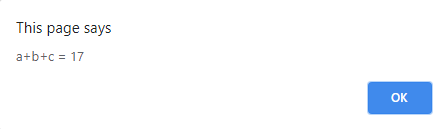 This page says
a+b+c = 17
OK